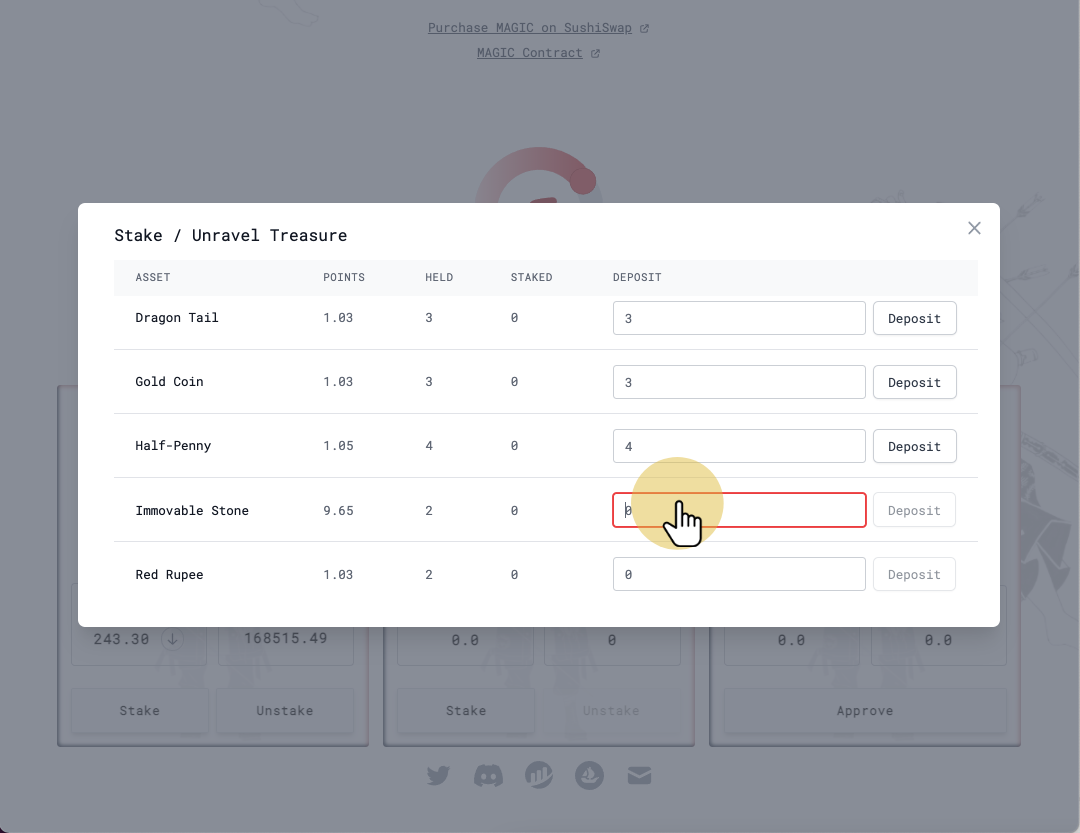 Purchase MAGIC on SushiSwap
MAGIC Contract
Stake / Unravel Treasure
ASSET POINTS HELD STAKED DEPOSIT
Dragon Tail 1.03 3 0 3 Deposit
Gold Coin 1.03 3 0 3 Deposit
Half-Penny 1.05 4 0 4 Deposit
Immovable Stone 9.65 2 0 0 Deposit
Red Rupee 1.03 2 0 0 Deposit
243.30 168515.49 0.0 0 0.0 0.0
Stake Unstake Stake Unstake Approve